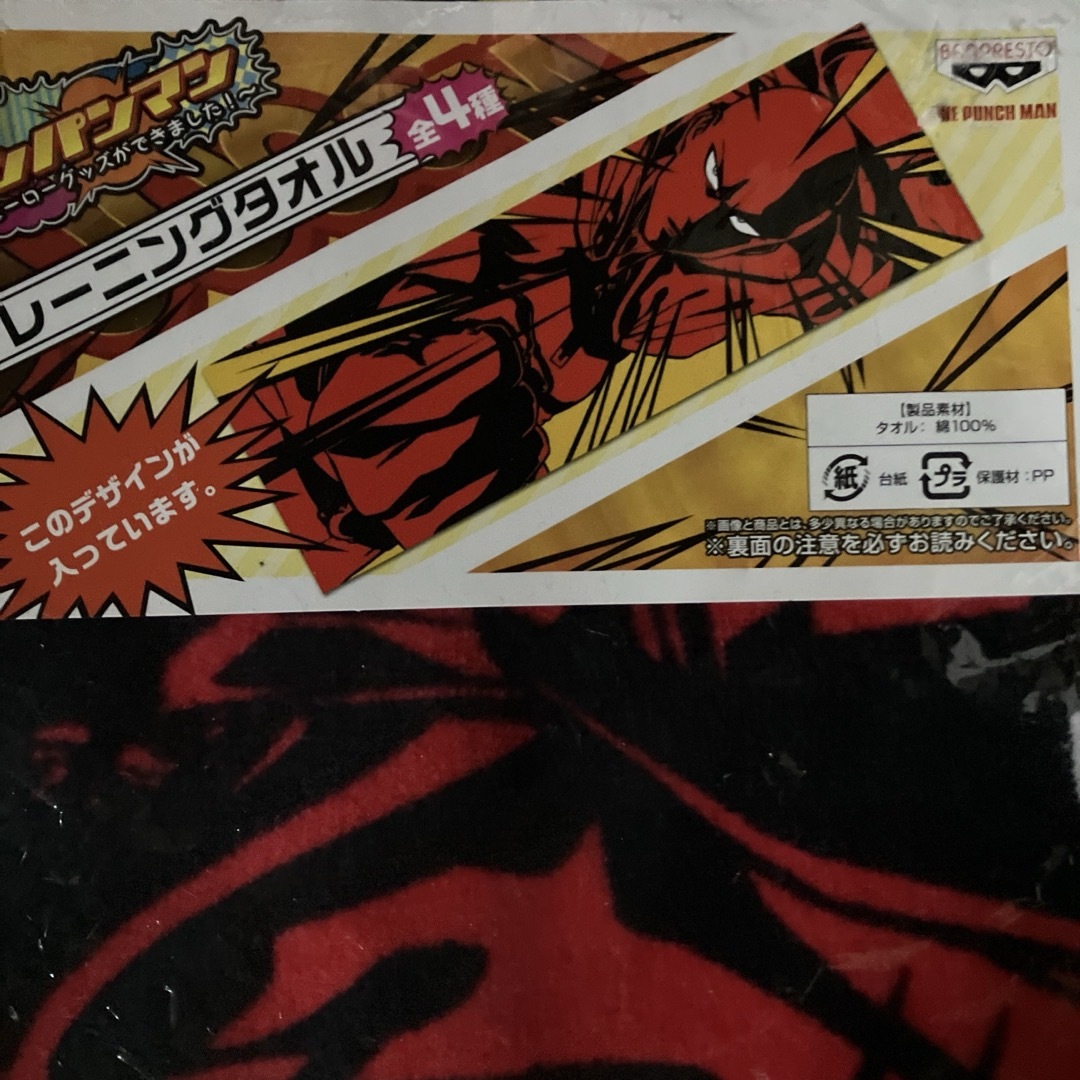 ンパンマン
ーローグッズができました!!～
レーニングタオル
全4種
BANPRESTO
NE PUNCH MAN
このデザインが
入っています。
【製品素材】
タオル: 綿100%
紙 台紙 プラ 保護材:PP
※画像と商品とは、多少異なる場合がありますのでご了承ください。
※裏面の注意を必ずお読みください。